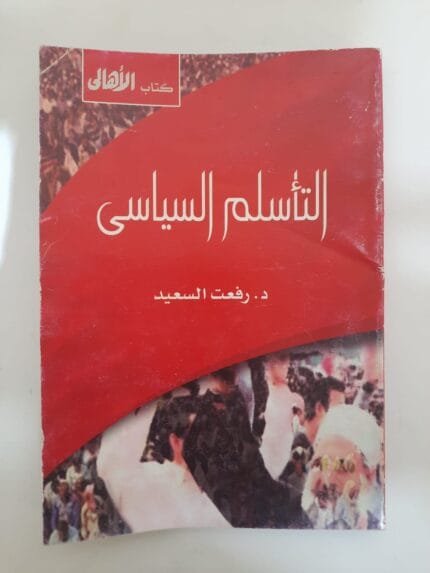 كتاب الأهالى
التأسلم السياسى
د. رفعت السعيد